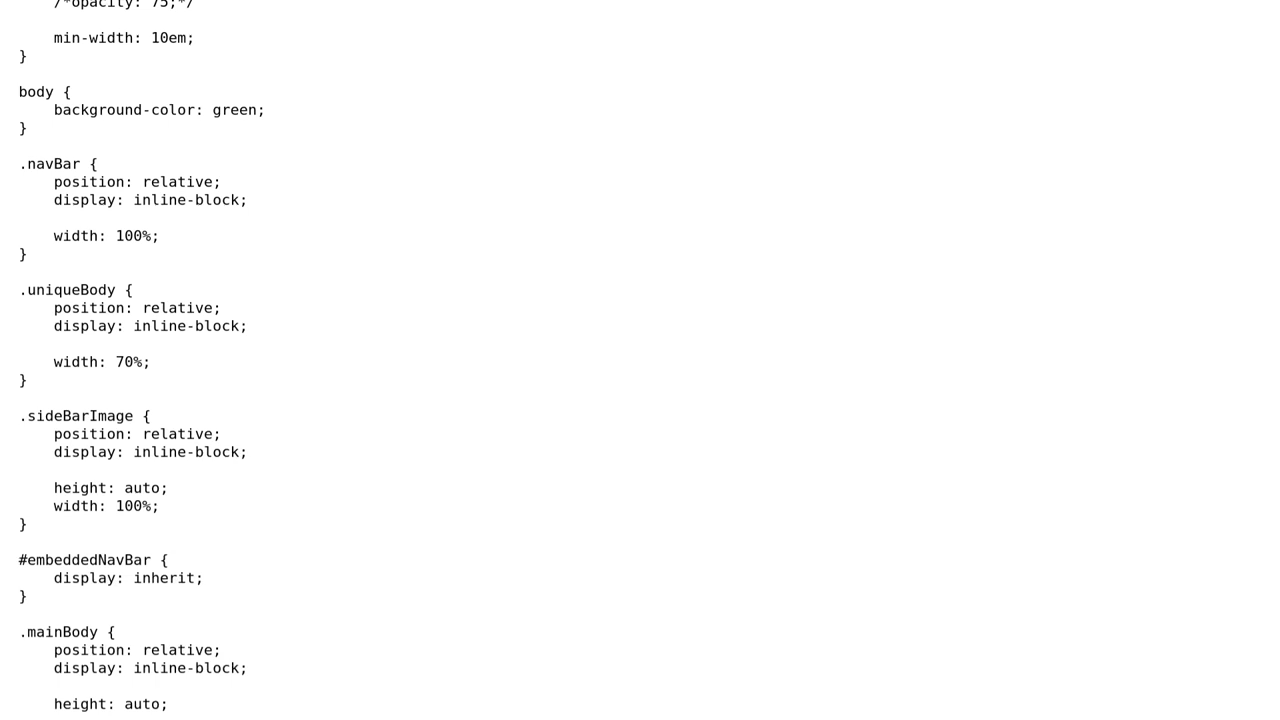 /*opacity: 75;*/
min-width: 10em;
}
body {
background-color: green;
}
.navBar {
position: relative;
display: inline-block;
width: 100%;
}
.uniqueBody {
position: relative;
display: inline-block;
width: 70%;
}
.sideBarImage {
position: relative;
display: inline-block;
height: auto;
width: 100%;
}
#embeddedNavBar {
display: inherit;
}
.mainBody {
position: relative;
display: inline-block;
height: auto;